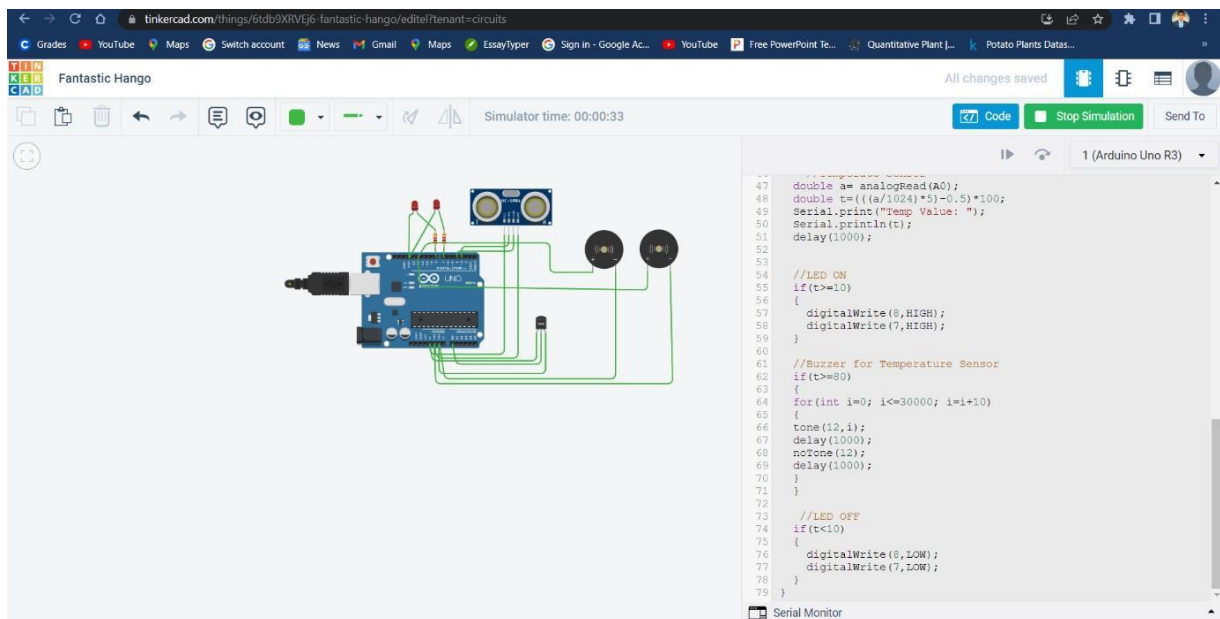 tinkercad.com/things/6tdb9XRVEj6-fantastic-hango/editel?tenant=circuits
Grades YouTube Maps Switch account News Gmail Maps EssayTyper Sign in - Google Ac... YouTube Free PowerPoint Te... Quantitative Plant |... Potato Plants Datas... »
TIN
KER
CAD
Fantastic Hango
All changes saved
Simulator time: 00:00:33
Code
Stop Simulation
Send To
1 (Arduino Uno R3)
HC-SR04
UNO
47 double a= analogRead(A0);
48 double t=(((a/1024)*5)-0.5)*100;
49 Serial.print("Temp Value: ");
50 Serial.println(t);
51 delay(1000);
52
53
54 //LED ON
55 if(t>=10)
56 {
57 digitalWrite(8,HIGH);
58 digitalWrite(7,HIGH);
59 }
60
61 //Buzzer for Temperature Sensor
62 if(t>=80)
63 {
64 for(int i=0; i<=30000; i=i+10)
65 {
66 tone(12,i);
67 delay(1000);
68 noTone(12);
69 delay(1000);
70 }
71 }
72
73 //LED OFF
74 if(t<10)
75 {
76 digitalWrite(8,LOW);
77 digitalWrite(7,LOW);
78 }
79 }
Serial Monitor